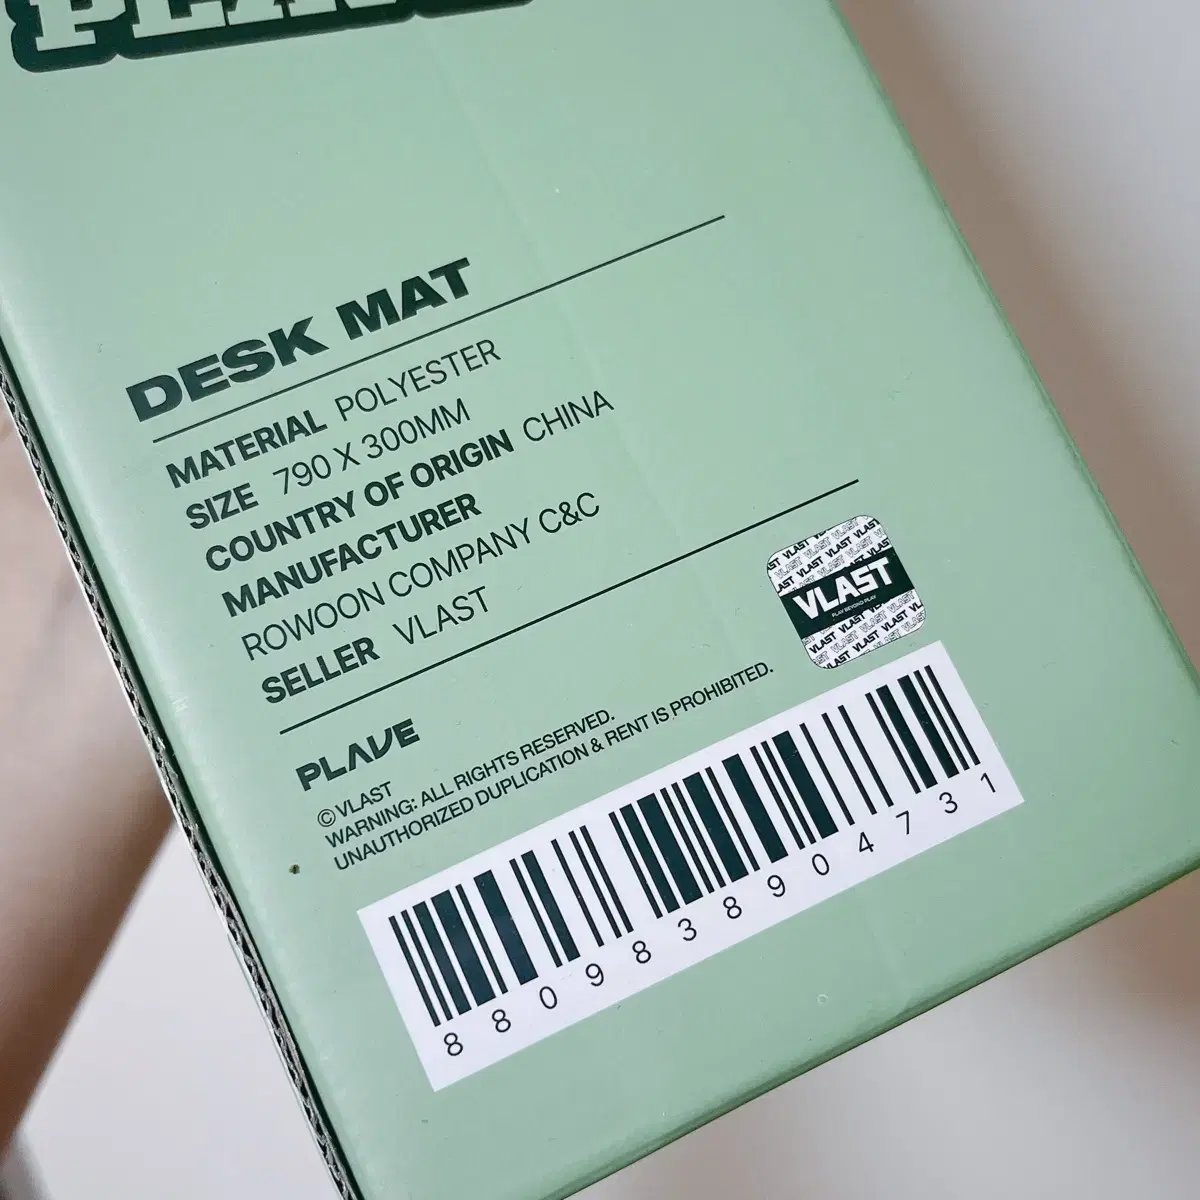 DESK MAT
MATERIAL POLYESTER
SIZE 790 X 300MM
COUNTRY OF ORIGIN CHINA
MANUFACTURER
ROWOON COMPANY C&C
SELLER VLAST
VLAST
PLAY BEYOND PLAY
PLAVE
© VLAST
WARNING: ALL RIGHTS RESERVED.
UNAUTHORIZED DUPLICATION & RENT IS PROHIBITED.
8809838904731